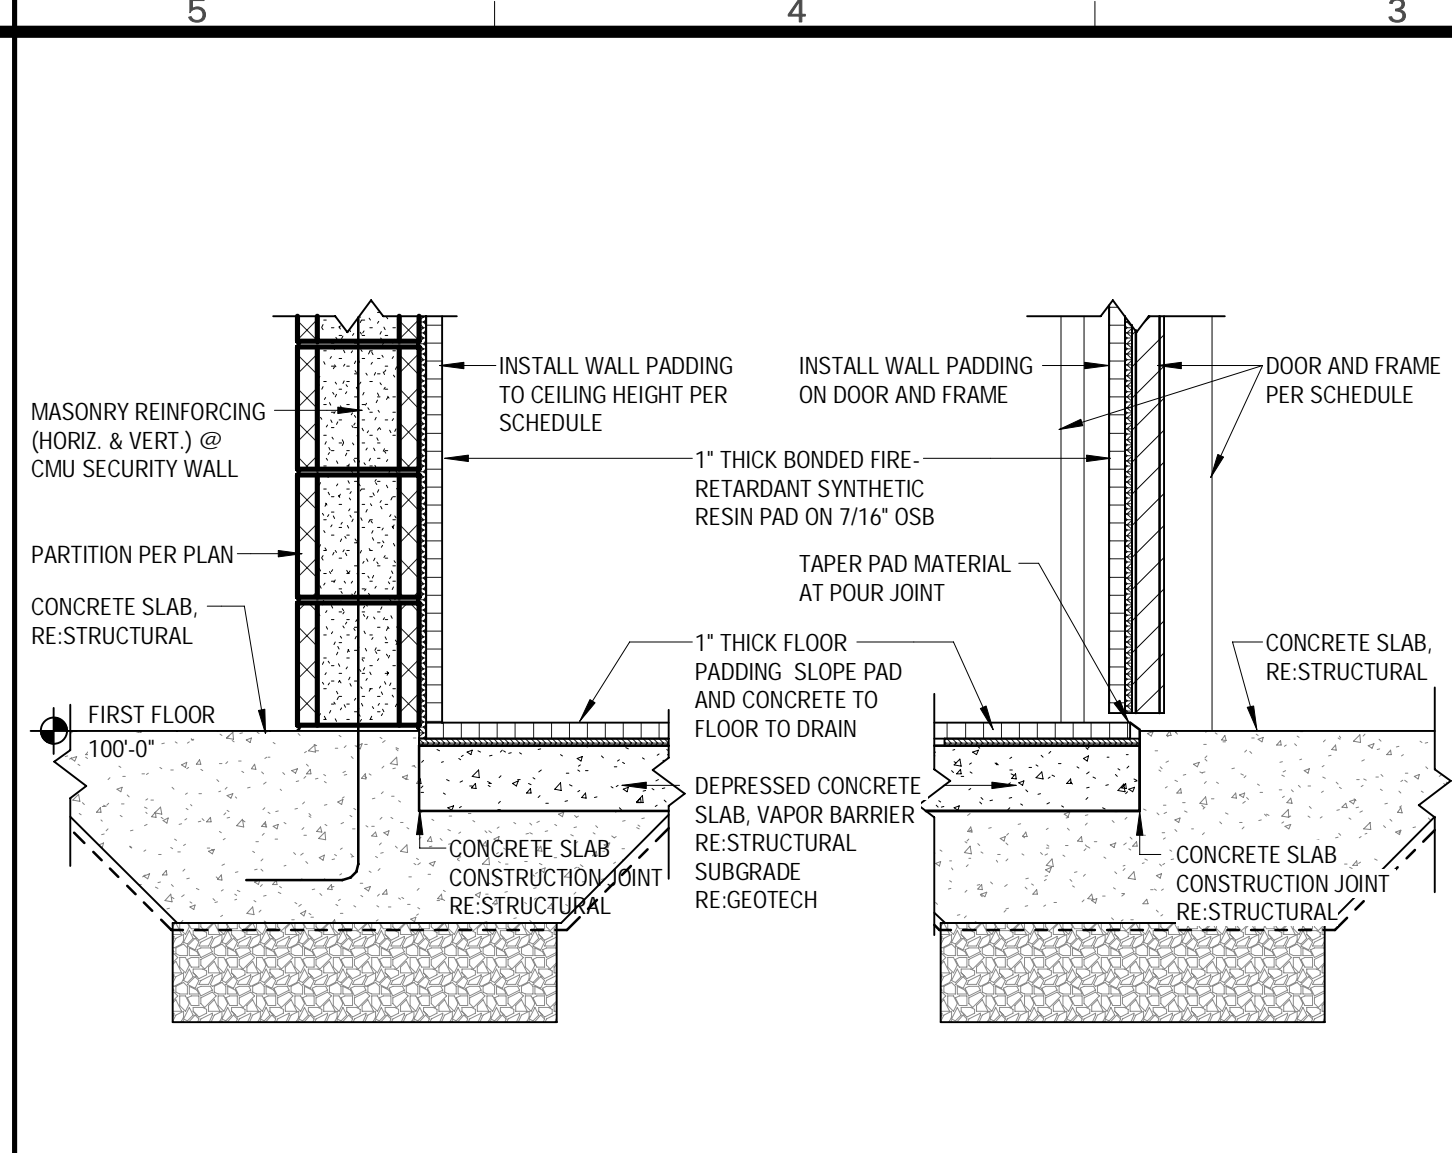 5
4
3
INSTALL WALL PADDING
TO CEILING HEIGHT PER
SCHEDULE
INSTALL WALL PADDING
ON DOOR AND FRAME
DOOR AND FRAME
PER SCHEDULE
MASONRY REINFORCING
(HORIZ. & VERT.) @
CMU SECURITY WALL
1" THICK BONDED FIRE-
RETARDANT SYNTHETIC
RESIN PAD ON 7/16" OSB
PARTITION PER PLAN
TAPER PAD MATERIAL
AT POUR JOINT
CONCRETE SLAB,
RE:STRUCTURAL
1" THICK FLOOR
PADDING  SLOPE PAD
AND CONCRETE TO
FLOOR TO DRAIN
CONCRETE SLAB,
RE:STRUCTURAL
FIRST FLOOR
100'-0"
DEPRESSED CONCRETE
SLAB, VAPOR BARRIER
RE:STRUCTURAL
SUBGRADE
RE:GEOTECH
CONCRETE SLAB
CONSTRUCTION JOINT
RE:STRUCTURAL
CONCRETE SLAB
CONSTRUCTION JOINT
RE:STRUCTURAL